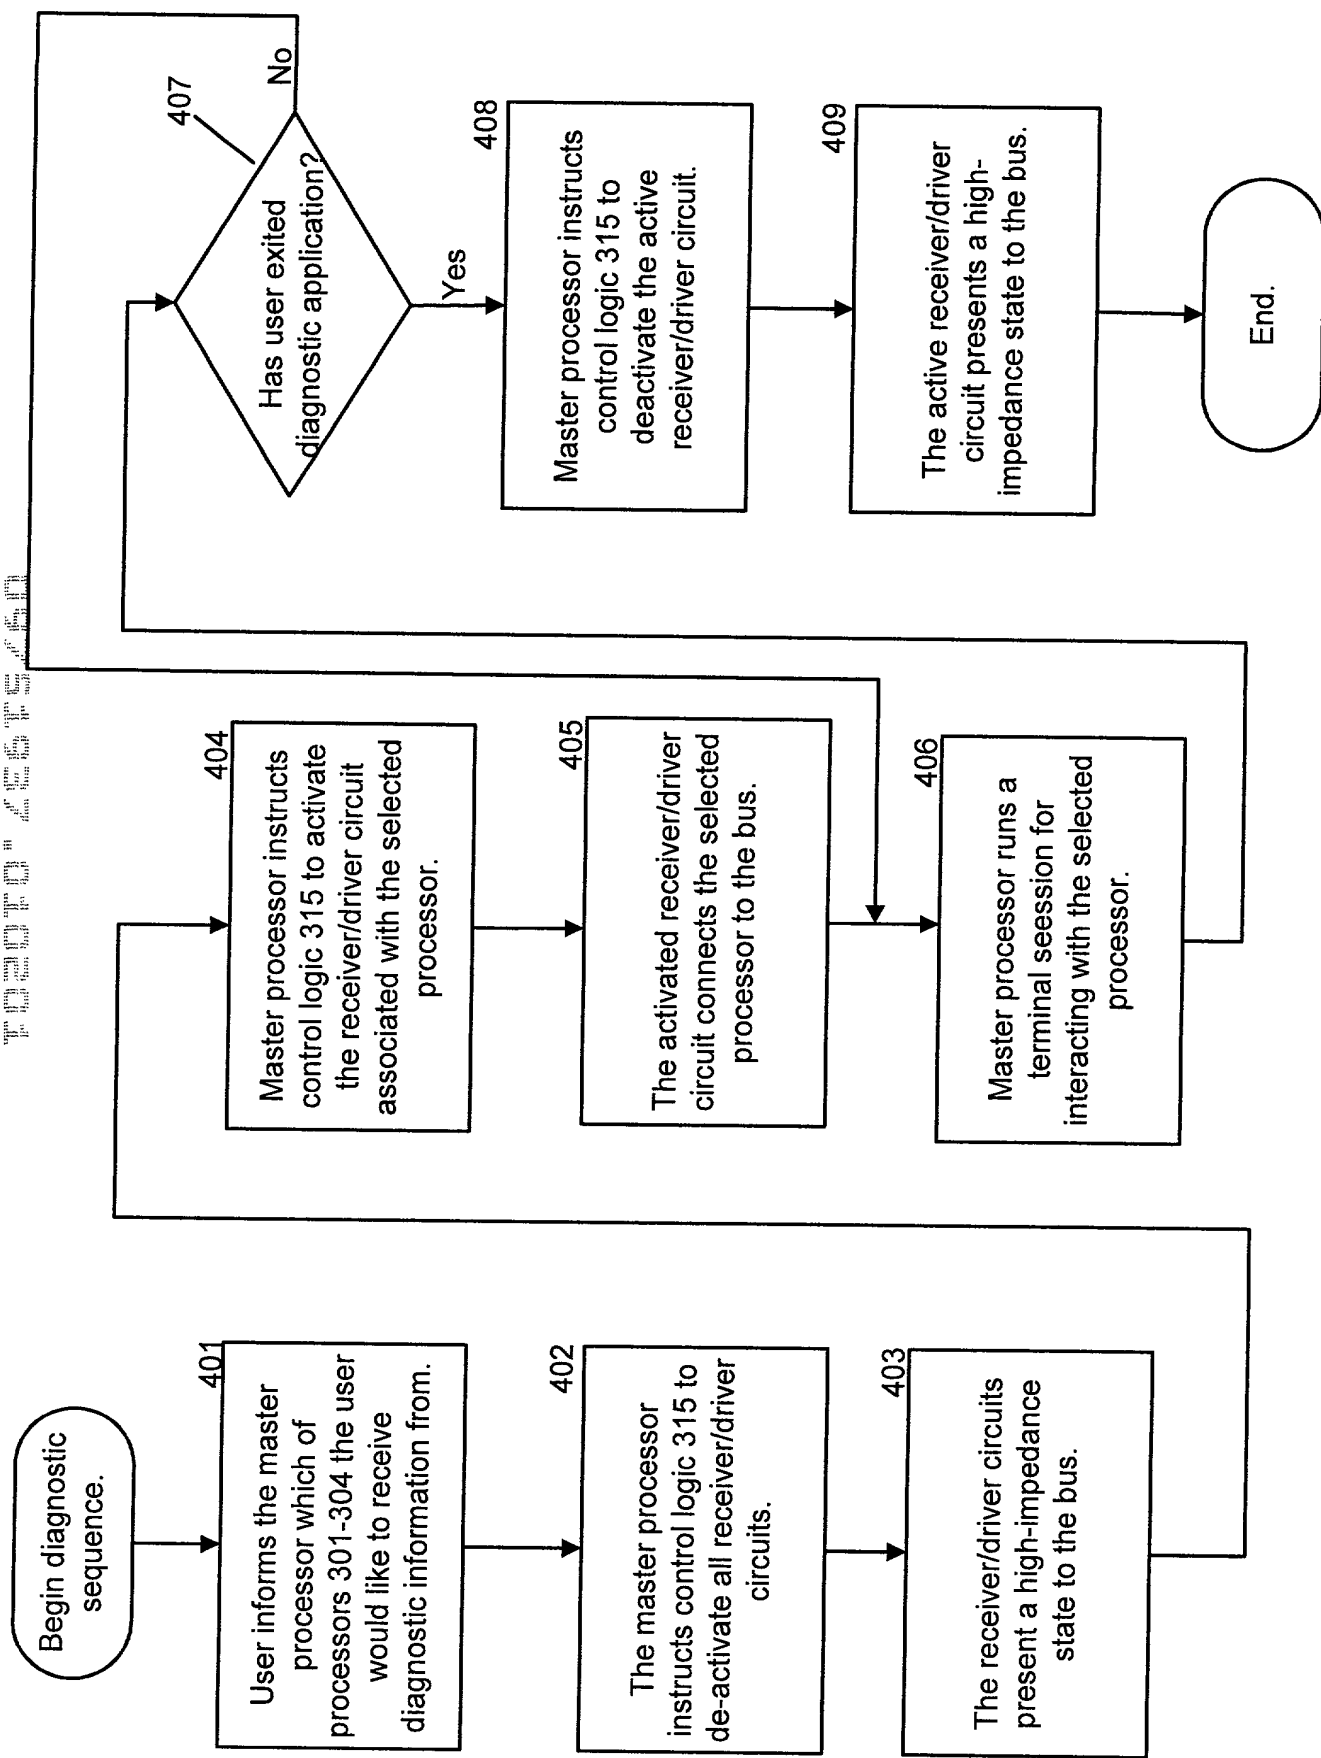 Begin diagnostic
sequence.
401
User informs the master
processor which of
processors 301-304 the user
would like to receive
diagnostic information from.
402
The master processor
instructs control logic 315 to
de-activate all receiver/driver
circuits.
403
The receiver/driver circuits
present a high-impedance
state to the bus.
404
Master processor instructs
control logic 315 to activate
the receiver/driver circuit
associated with the selected
processor.
405
The activated receiver/driver
circuit connects the selected
processor to the bus.
406
Master processor runs a
terminal seession for
interacting with the selected
processor.
407
Has user exited
diagnostic application?
No
Yes
408
Master processor instructs
control logic 315 to
deactivate the active
receiver/driver circuit.
409
The active receiver/driver
circuit presents a high-
impedance state to the bus.
End.